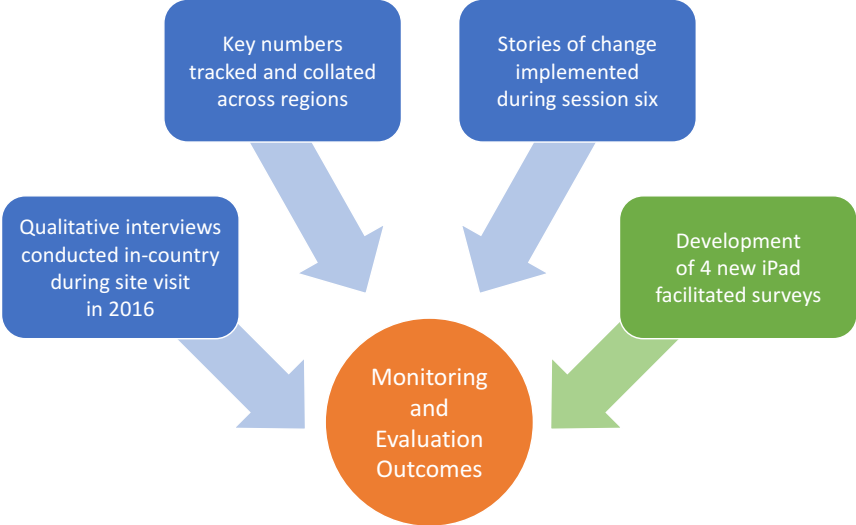 Key numbers
tracked and collated
across regions
Stories of change
implemented
during session six
Qualitative interviews
conducted in-country
during site visit
in 2016
Development
of 4 new iPad
facilitated surveys
Monitoring
and
Evaluation
Outcomes